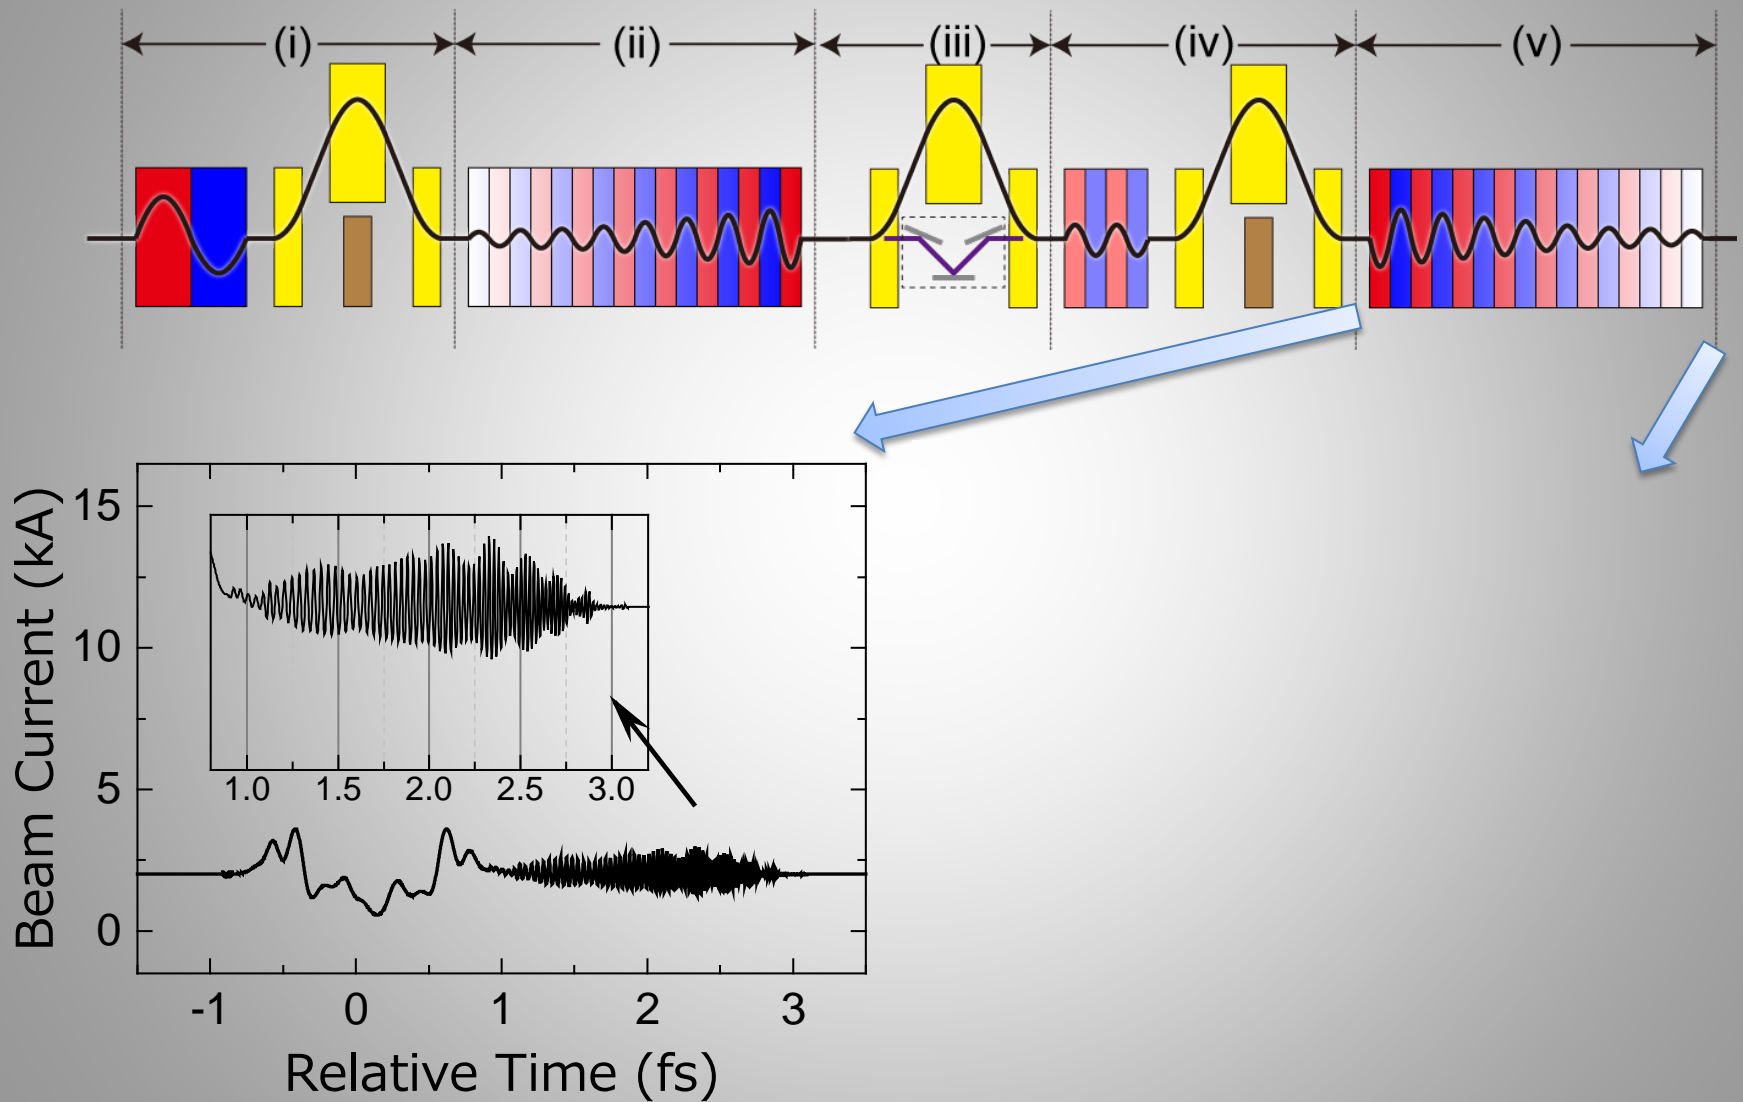 (i) (ii) (iii) (iv) (v)
Beam Current (kA)
15
10
5
0
1.0 1.5 2.0 2.5 3.0
-1 0 1 2 3
Relative Time (fs)